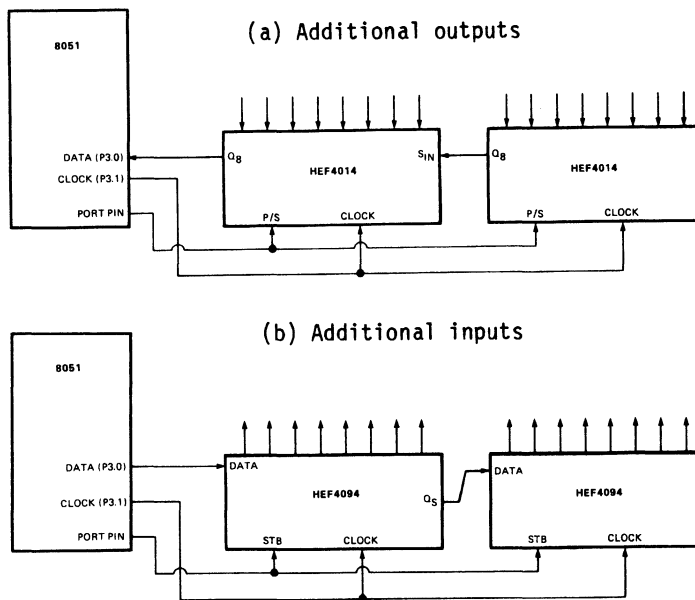 (a) Additional outputs
8051
DATA (P3.0)
CLOCK (P3.1)
PORT PIN
Q8
HEF4014
SIN
P/S
CLOCK
Q8
HEF4014
P/S
CLOCK
(b) Additional inputs
8051
DATA (P3.0)
CLOCK (P3.1)
PORT PIN
DATA
HEF4094
QS
STB
CLOCK
DATA
HEF4094
STB
CLOCK